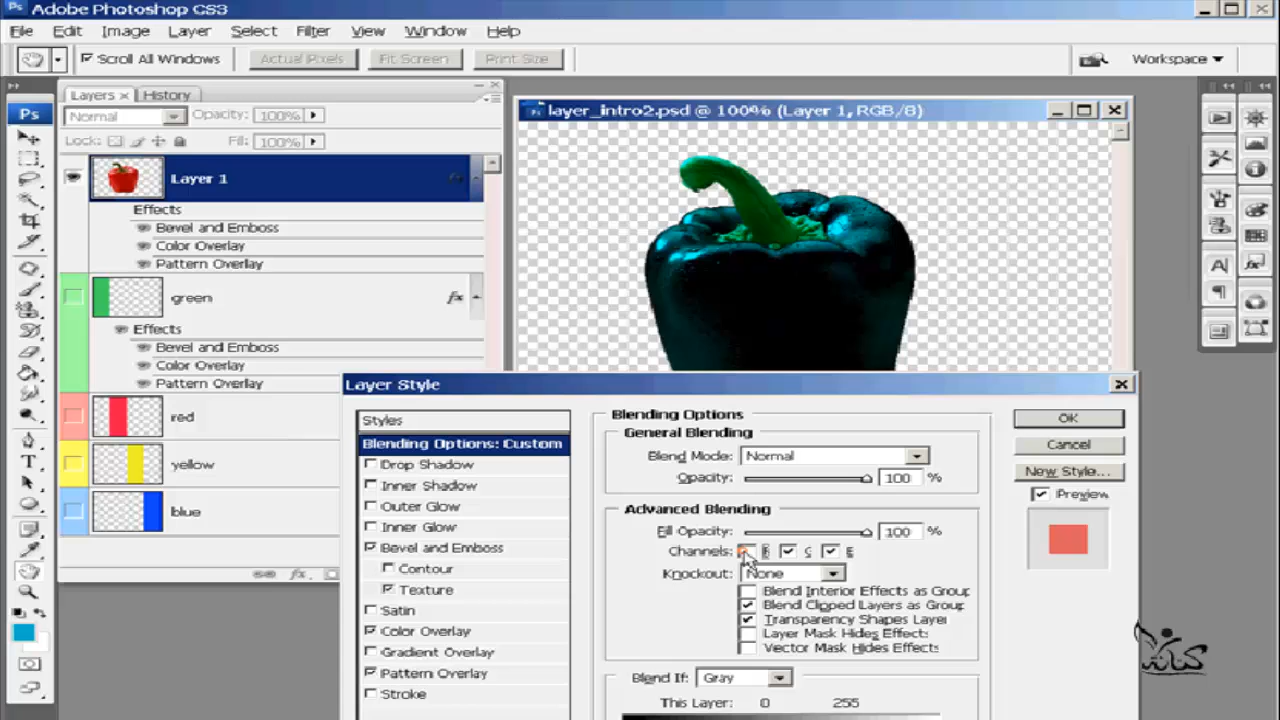 Adobe Photoshop CS3
File Edit Image Layer Select Filter View Window Help
Scroll All Windows Actual Pixels Fit Screen Print Size Workspace
Ps
Layers x History
Normal Opacity: 100%
Lock: Fill: 100%
Layer 1
Effects
Bevel and Emboss
Color Overlay
Pattern Overlay
green fx
Effects
Bevel and Emboss
Color Overlay
Pattern Overlay
red
yellow
blue
layer_intro2.psd @ 100% (Layer 1, RGB/8)
Layer Style
Styles
Blending Options: Custom
Drop Shadow
Inner Shadow
Outer Glow
Inner Glow
Bevel and Emboss
Contour
Texture
Satin
Color Overlay
Gradient Overlay
Pattern Overlay
Stroke
Blending Options
General Blending
Blend Mode: Normal
Opacity: 100 %
Advanced Blending
Fill Opacity: 100 %
Channels:
Knockout: None
Blend Interior Effects as Group
Blend Clipped Layers as Group
Transparency Shapes Layer
Layer Mask Hides Effects
Vector Mask Hides Effects
Blend If: Gray
This Layer: 0 255
OK
Cancel
New Style...
Preview